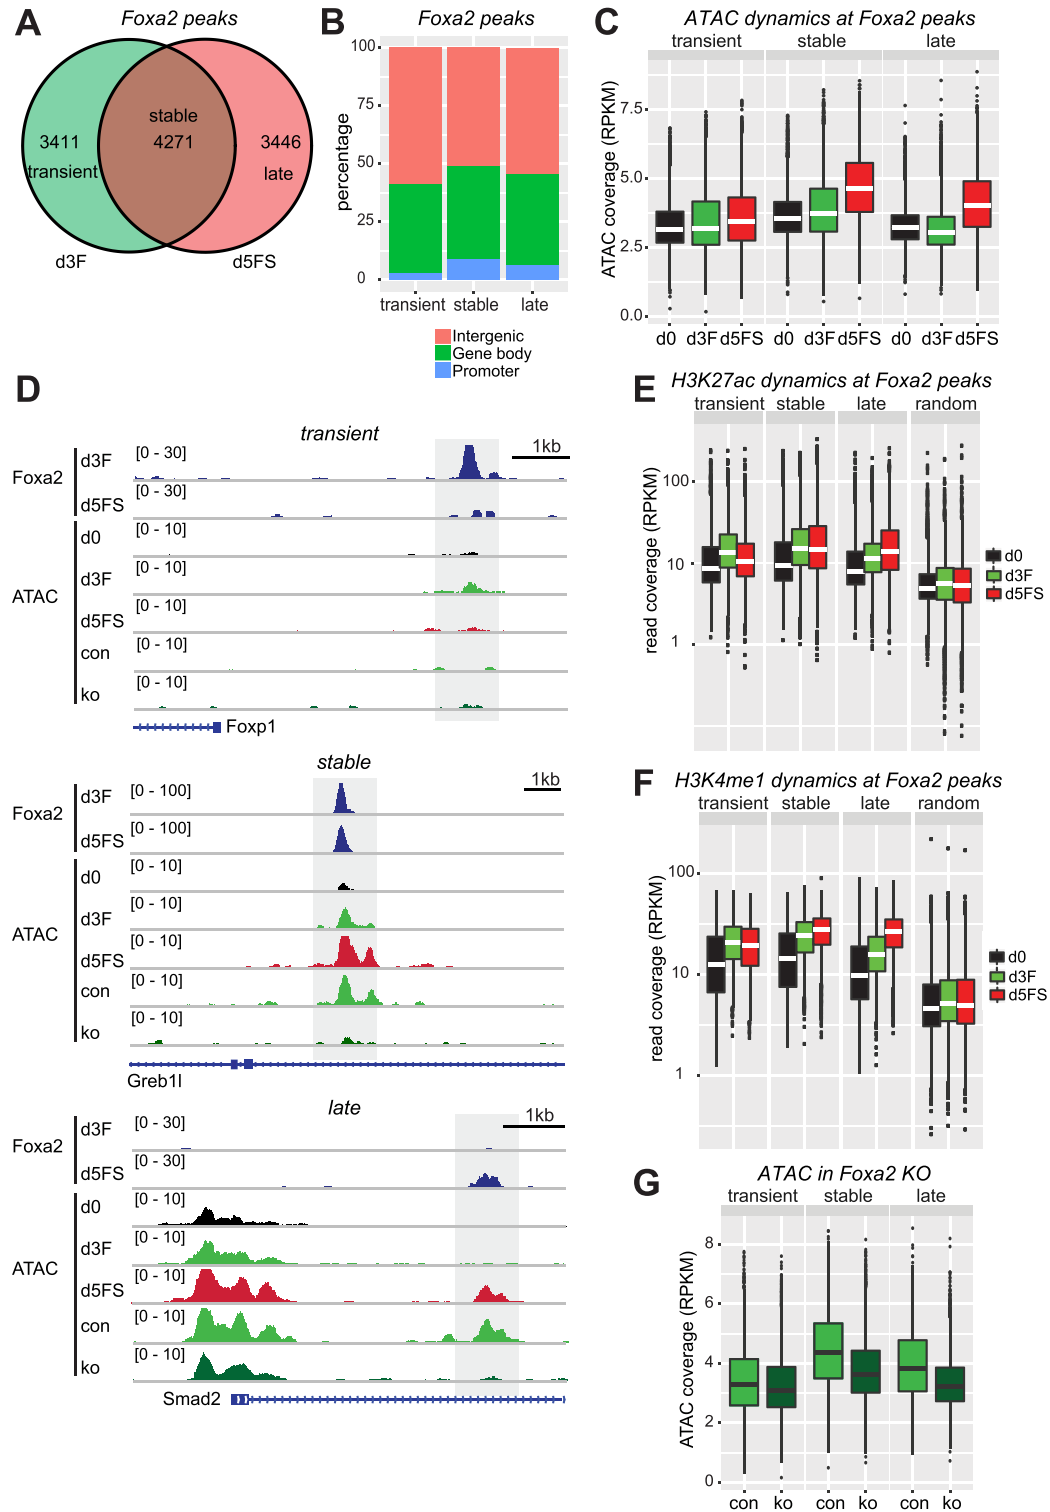 A
Foxa2 peaks
3411
transient
stable
4271
3446
late
d3F
d5FS
B
Foxa2 peaks
percentage
100
75
50
25
0
transient stable late
Intergenic
Gene body
Promoter
C
ATAC dynamics at Foxa2 peaks
transient stable late
ATAC coverage (RPKM)
7.5
5.0
2.5
0.0
d0 d3F d5FS d0 d3F d5FS d0 d3F d5FS
D
transient
1kb
Foxa2
d3F [0 - 30]
d5FS [0 - 30]
ATAC
d0 [0 - 10]
d3F [0 - 10]
d5FS [0 - 10]
con [0 - 10]
ko [0 - 10]
Foxp1
stable
1kb
Foxa2
d3F [0 - 100]
d5FS [0 - 100]
ATAC
d0 [0 - 10]
d3F [0 - 10]
d5FS [0 - 10]
con [0 - 10]
ko [0 - 10]
Greb1l
late
1kb
Foxa2
d3F [0 - 30]
d5FS [0 - 30]
ATAC
d0 [0 - 10]
d3F [0 - 10]
d5FS [0 - 10]
con [0 - 10]
ko [0 - 10]
Smad2
E
H3K27ac dynamics at Foxa2 peaks
transient stable late random
read coverage (RPKM)
100
10
1
d0
d3F
d5FS
F
H3K4me1 dynamics at Foxa2 peaks
transient stable late random
read coverage (RPKM)
100
10
1
d0
d3F
d5FS
G
ATAC in Foxa2 KO
transient stable late
ATAC coverage (RPKM)
8
6
4
2
0
con ko con ko con ko